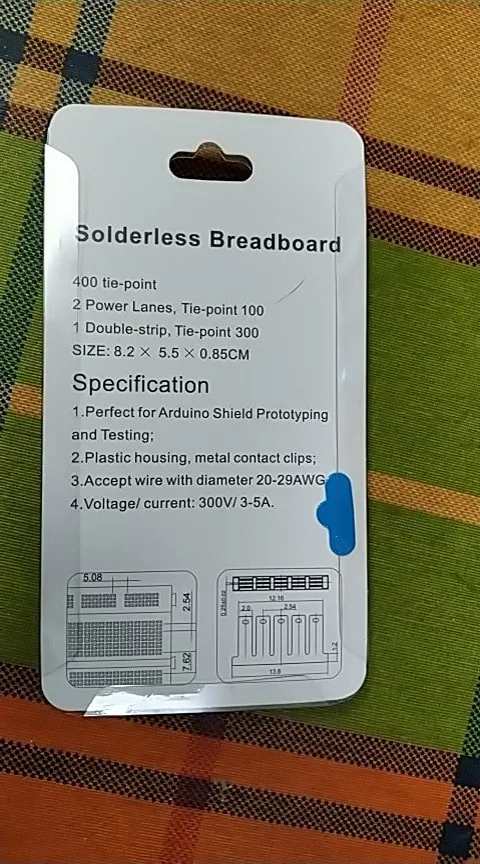 Solderless Breadboard
400 tie-point
2 Power Lanes, Tie-point 100
1 Double-strip, Tie-point 300
SIZE: 8.2 × 5.5 × 0.85CM
Specification
1.Perfect for Arduino Shield Prototyping
and Testing;
2.Plastic housing, metal contact clips;
3.Accept wire with diameter 20-29AWG
4.Voltage/ current: 300V/ 3-5A.
5.08
2.54
7.62
12.16
2.0
2.54
13.8